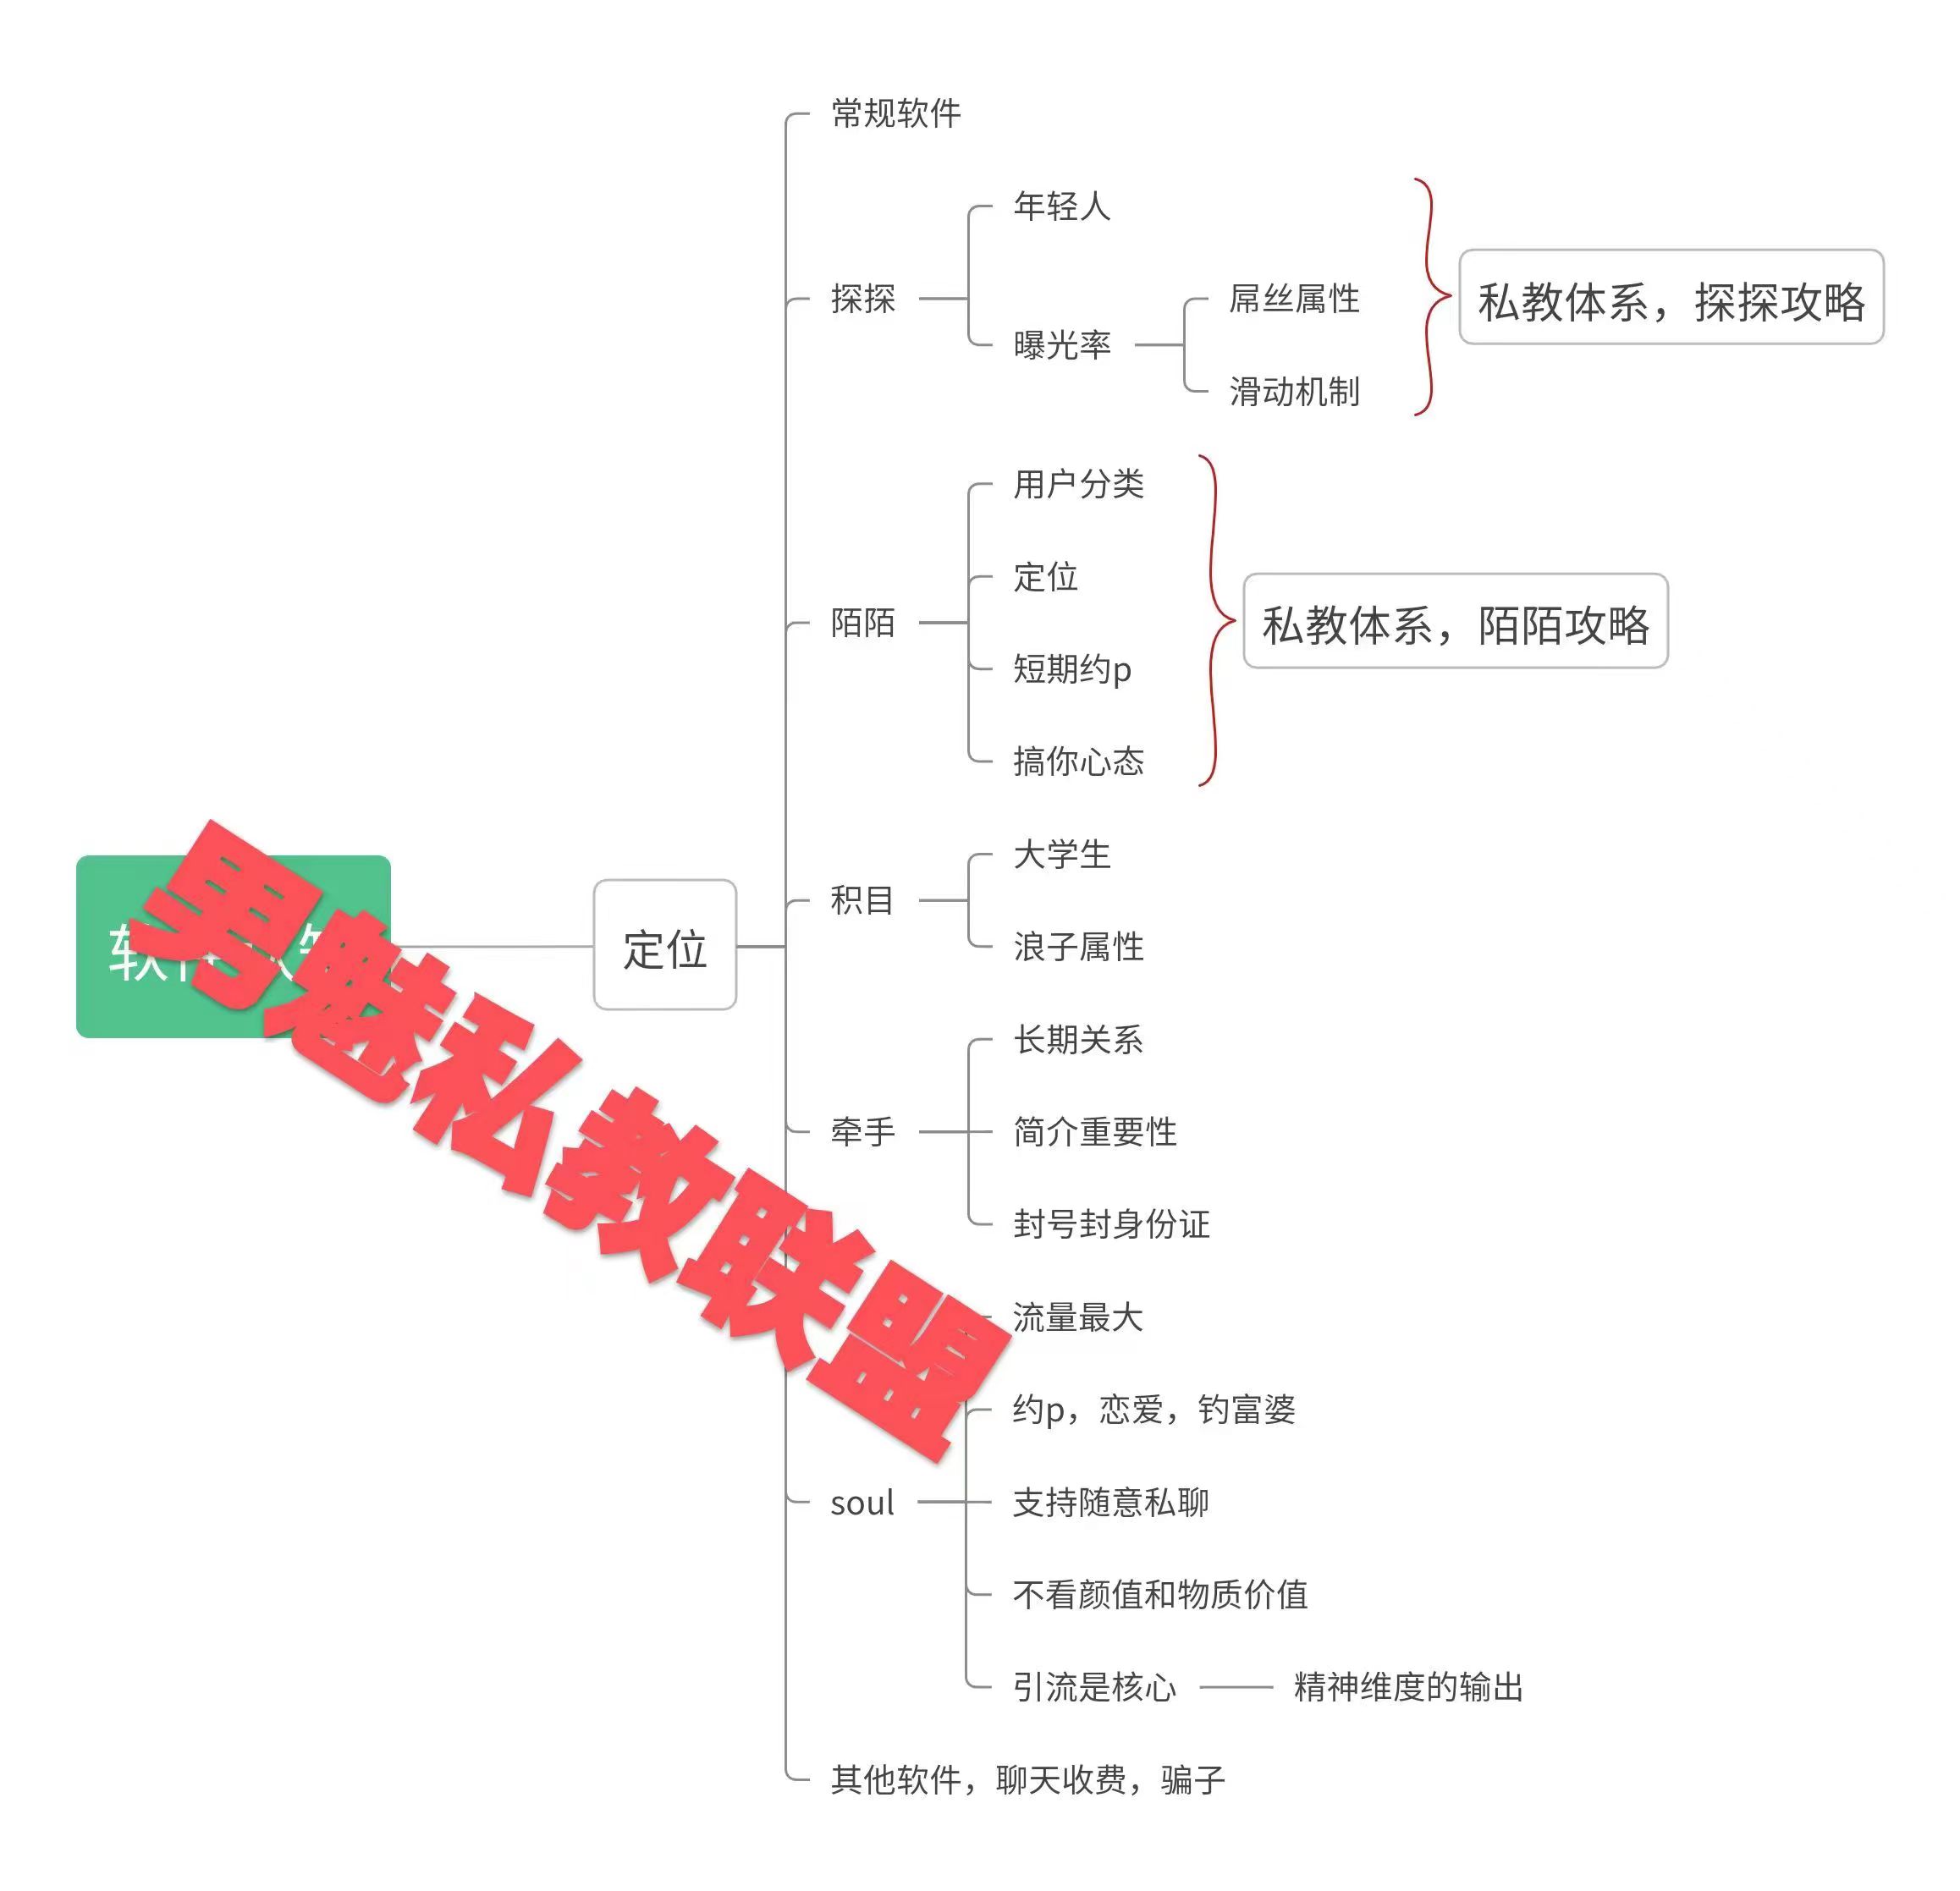 常规软件
探探
年轻人
曝光率
屌丝属性
滑动机制
私教体系，探探攻略
陌陌
用户分类
定位
短期约p
搞你心态
私教体系，陌陌攻略
积目
大学生
浪子属性
定位
牵手
长期关系
简介重要性
封号封身份证
soul
流量最大
约p，恋爱，钓富婆
支持随意私聊
不看颜值和物质价值
引流是核心
精神维度的输出
其他软件，聊天收费，骗子
男魅私教联盟